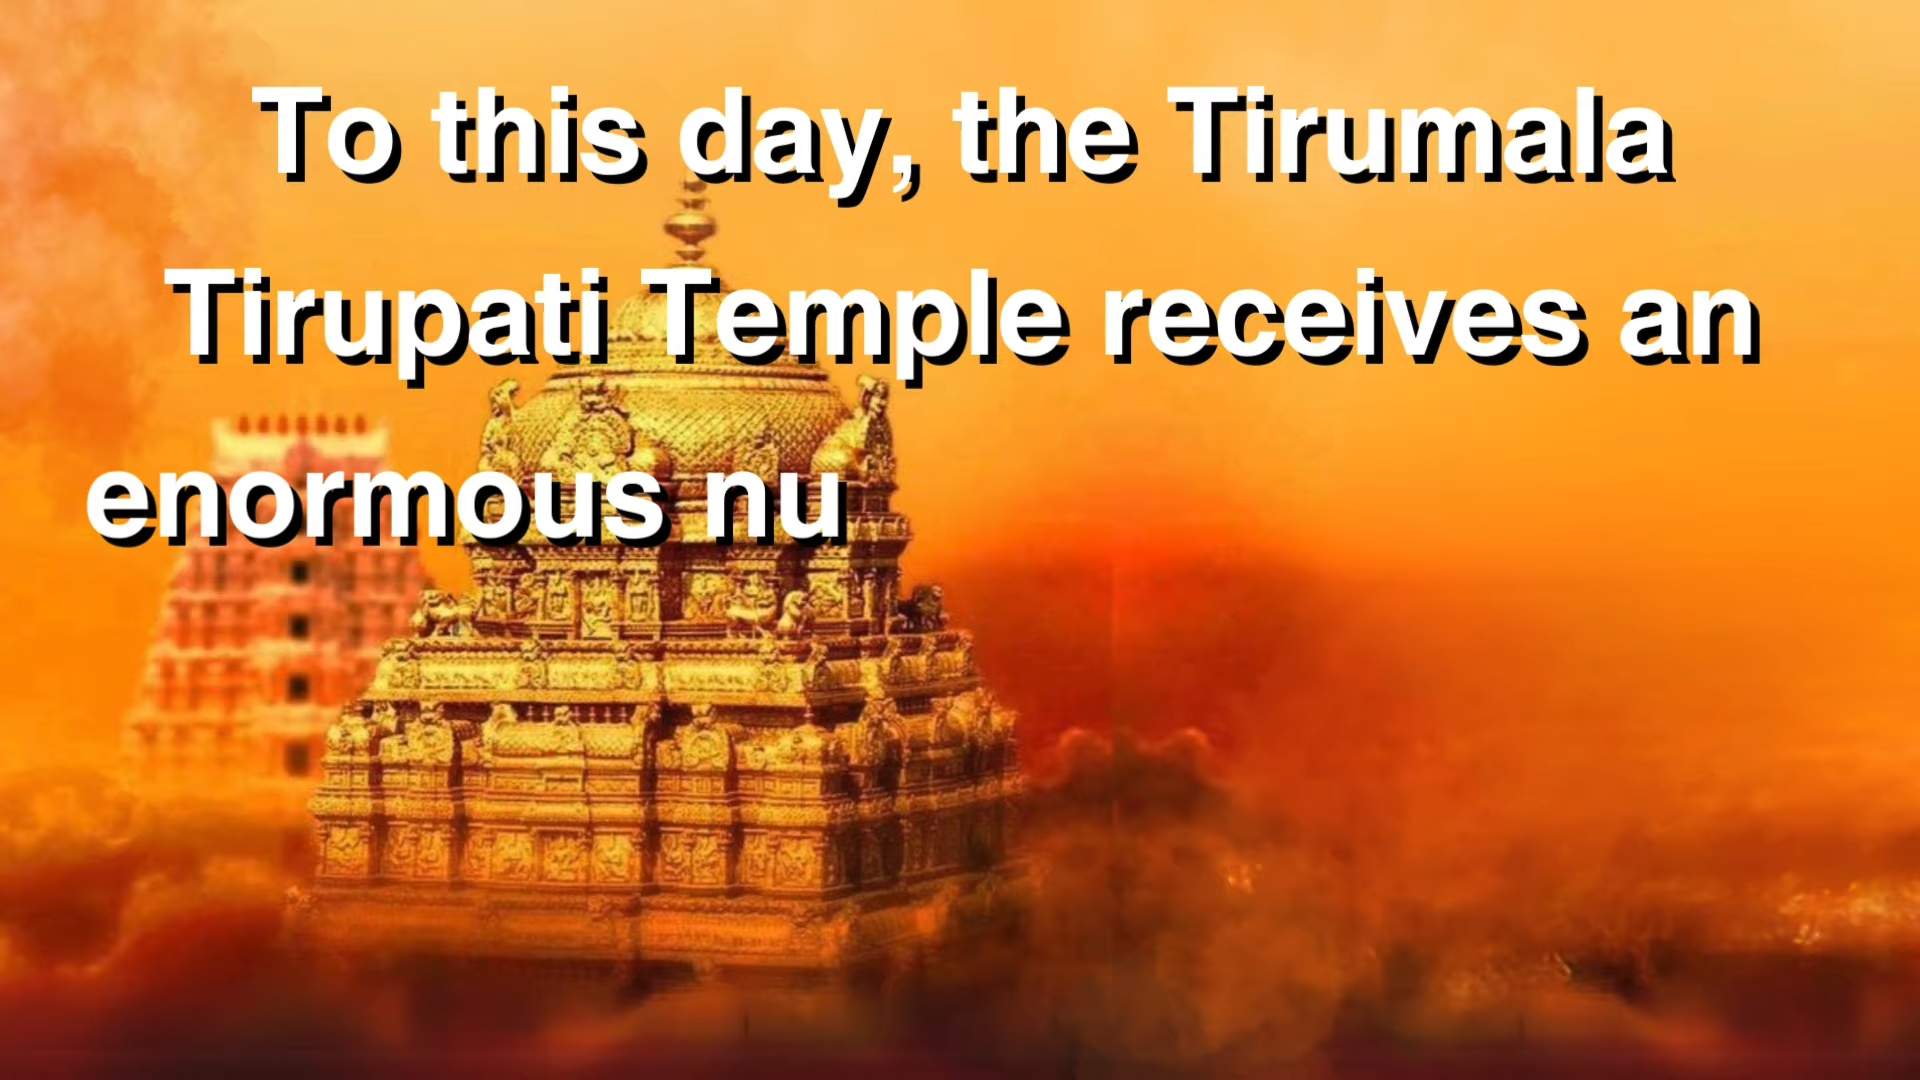 To this day, the Tirumala
Tirupati Temple receives an
enormous nu